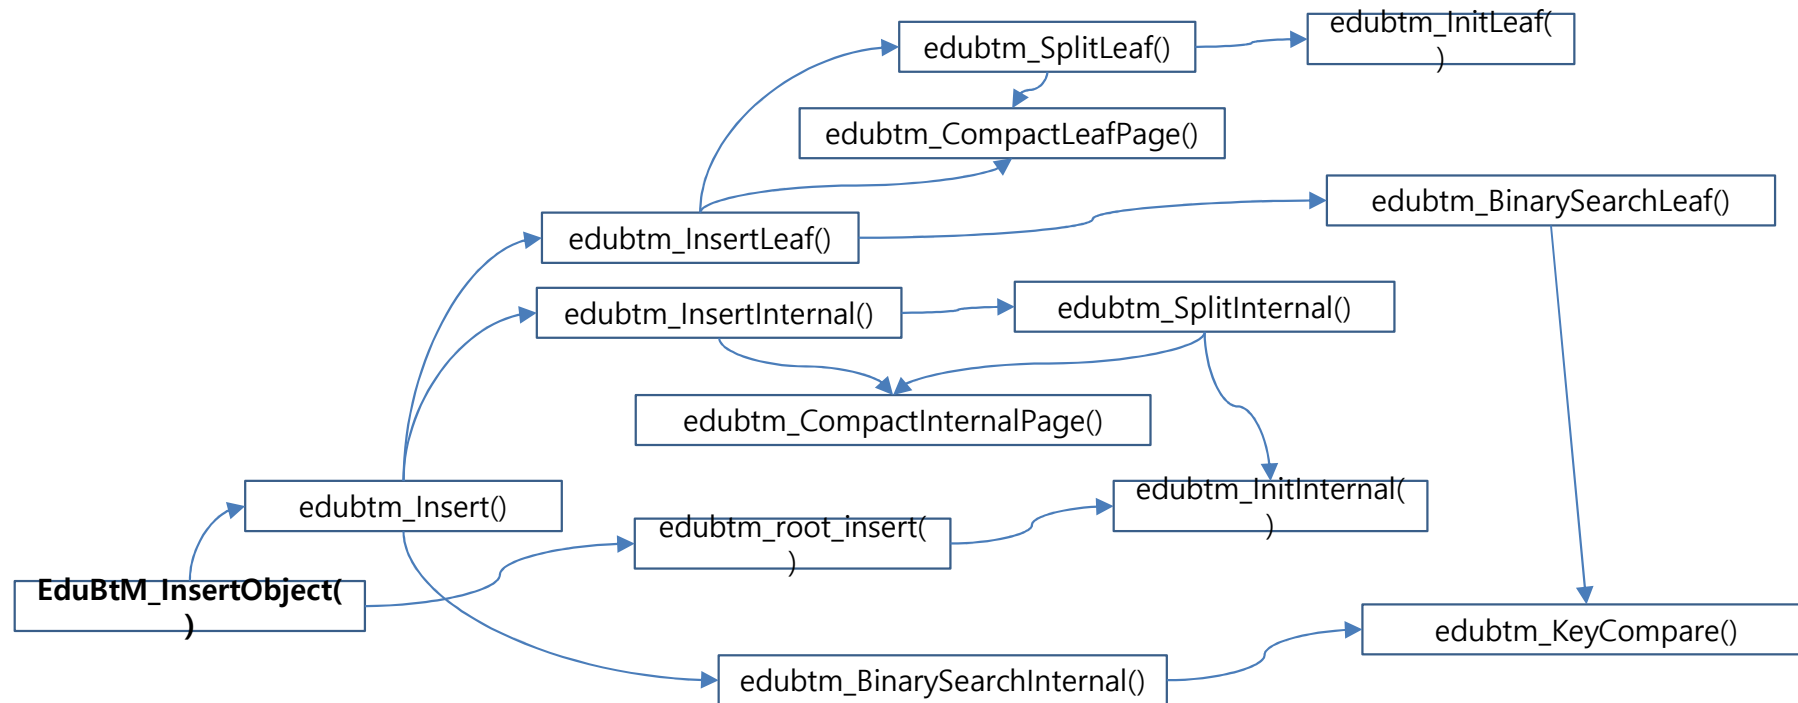 edubtm_InitLeaf(
)
edubtm_SplitLeaf()
edubtm_CompactLeafPage()
edubtm_BinarySearchLeaf()
edubtm_InsertLeaf()
edubtm_InsertInternal()
edubtm_SplitInternal()
edubtm_CompactInternalPage()
edubtm_Insert()
edubtm_InitInternal(
)
edubtm_root_insert(
)
EduBtM_InsertObject(
)
edubtm_KeyCompare()
edubtm_BinarySearchInternal()